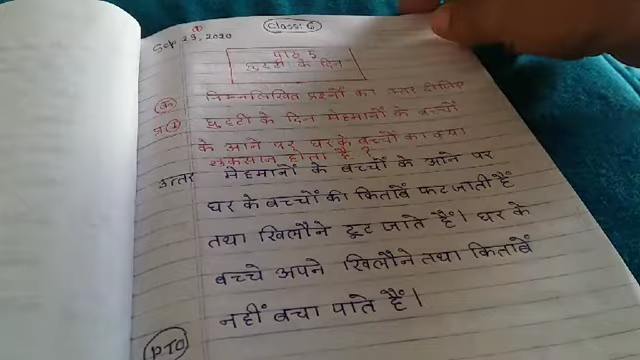 Class: 6
Sep 29, 2020
पाठ 5
छुट्टी के दिन
(क) निम्नलिखित प्रश्नों का उत्तर दीजिए
प्र ① छुट्टी के दिन मेहमानों के बच्चों
के आने पर घर के बच्चों का क्या
नुकसान होता है ?
उत्तर मेहमानों के बच्चों के आने पर
घर के बच्चों की किताबें फट जाती हैं
तथा खिलौने टूट जाते हैं। घर के
बच्चे अपने खिलौने तथा किताबें
नहीं बचा पाते हैं।
PTO